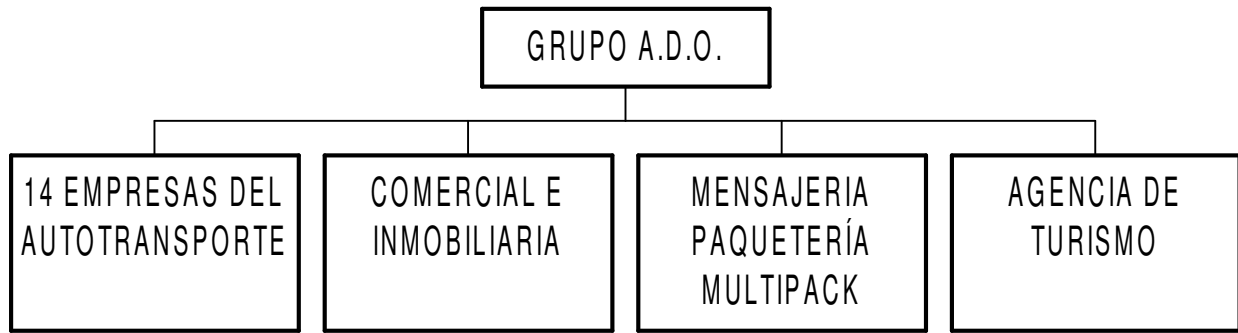 GRUPO A.D.O.
14 EMPRESAS DEL
AUTOTRANSPORTE
COMERCIAL E
INMOBILIARIA
MENSAJERIA
PAQUETERÍA
MULTIPACK
AGENCIA DE
TURISMO